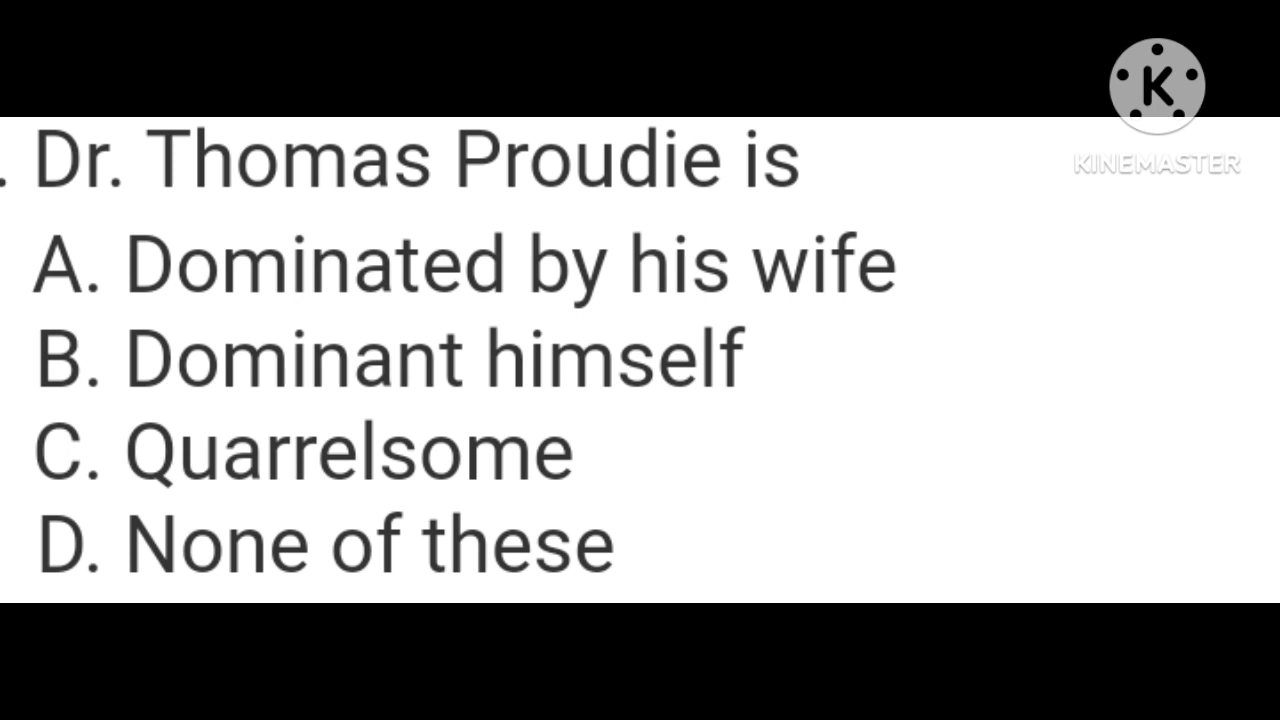 . Dr. Thomas Proudie is
A. Dominated by his wife
B. Dominant himself
C. Quarrelsome
D. None of these
K
KINEMASTER